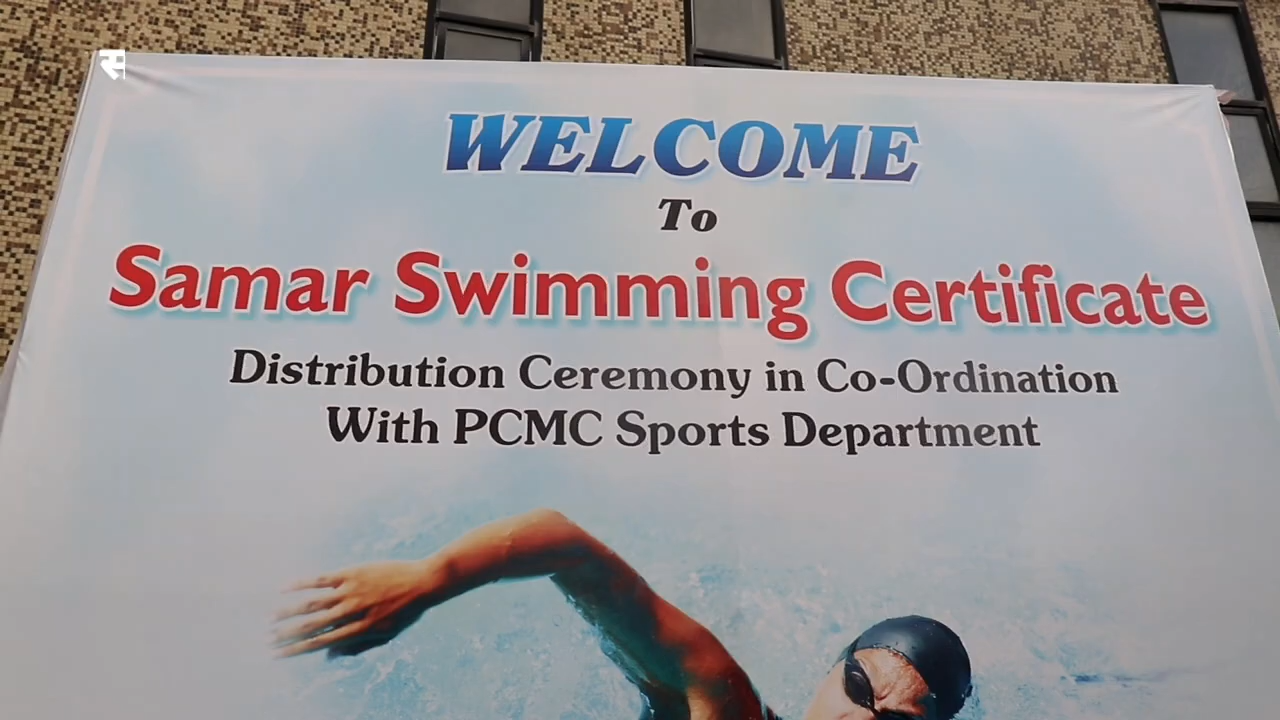 स
WELCOME
To
Samar Swimming Certificate
Distribution Ceremony in Co-Ordination
With PCMC Sports Department